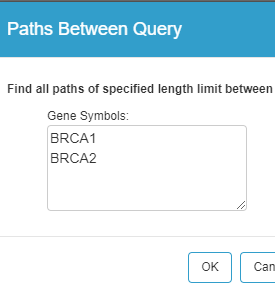 Paths Between Query
Find all paths of specified length limit between
Gene Symbols:
BRCA1
BRCA2
OK
Can